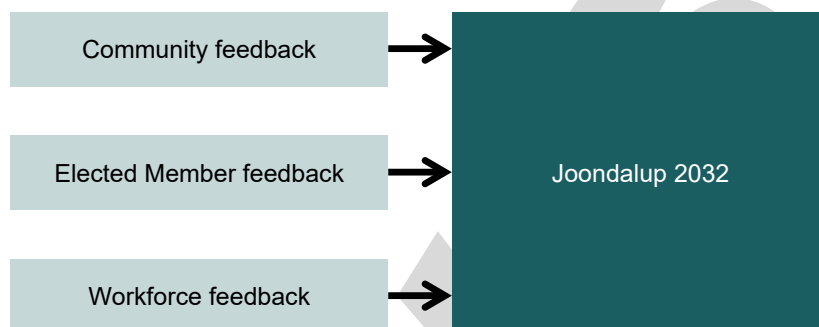 Community feedback
Elected Member feedback
Joondalup 2032
Workforce feedback